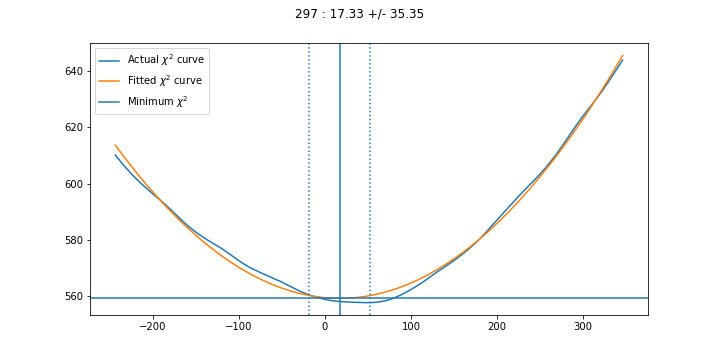 297 : 17.33 +/- 35.35
Actual χ² curve
Fitted χ² curve
Minimum χ²
640
620
600
580
560
−200 −100 0 100 200 300